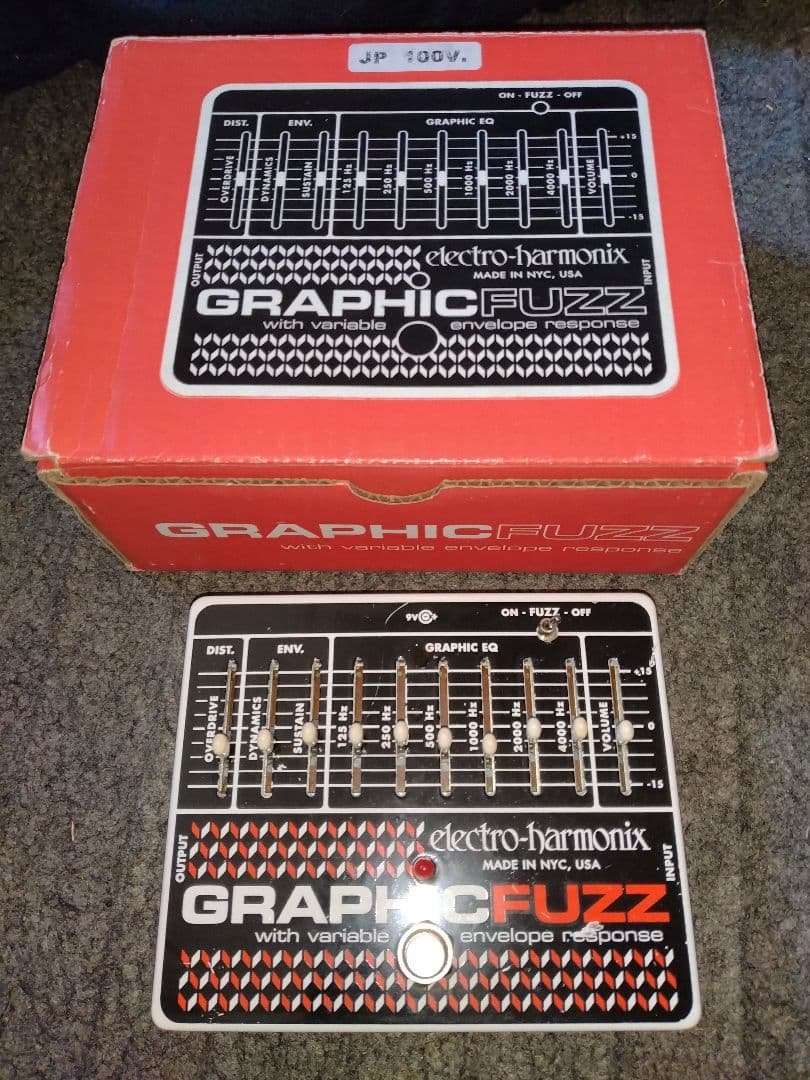 JP 100V.
ON - FUZZ - OFF
DIST. ENV. GRAPHIC EQ
+15
OVERDRIVE DYNAMICS SUSTAIN 125 Hz 250 Hz 500 Hz 1000 Hz 2000 Hz 4000 Hz VOLUME
0
-15
OUTPUT electro-harmonix INPUT
MADE IN NYC, USA
GRAPHICFUZZ
with variable envelope response
GRAPHICFUZZ
with variable envelope response
9V
ON - FUZZ - OFF
DIST. ENV. GRAPHIC EQ
+15
OVERDRIVE DYNAMICS SUSTAIN 125 Hz 250 Hz 500 Hz 1000 Hz 2000 Hz 4000 Hz VOLUME
0
-15
OUTPUT electro-harmonix INPUT
MADE IN NYC, USA
GRAPHICFUZZ
with variable envelope response